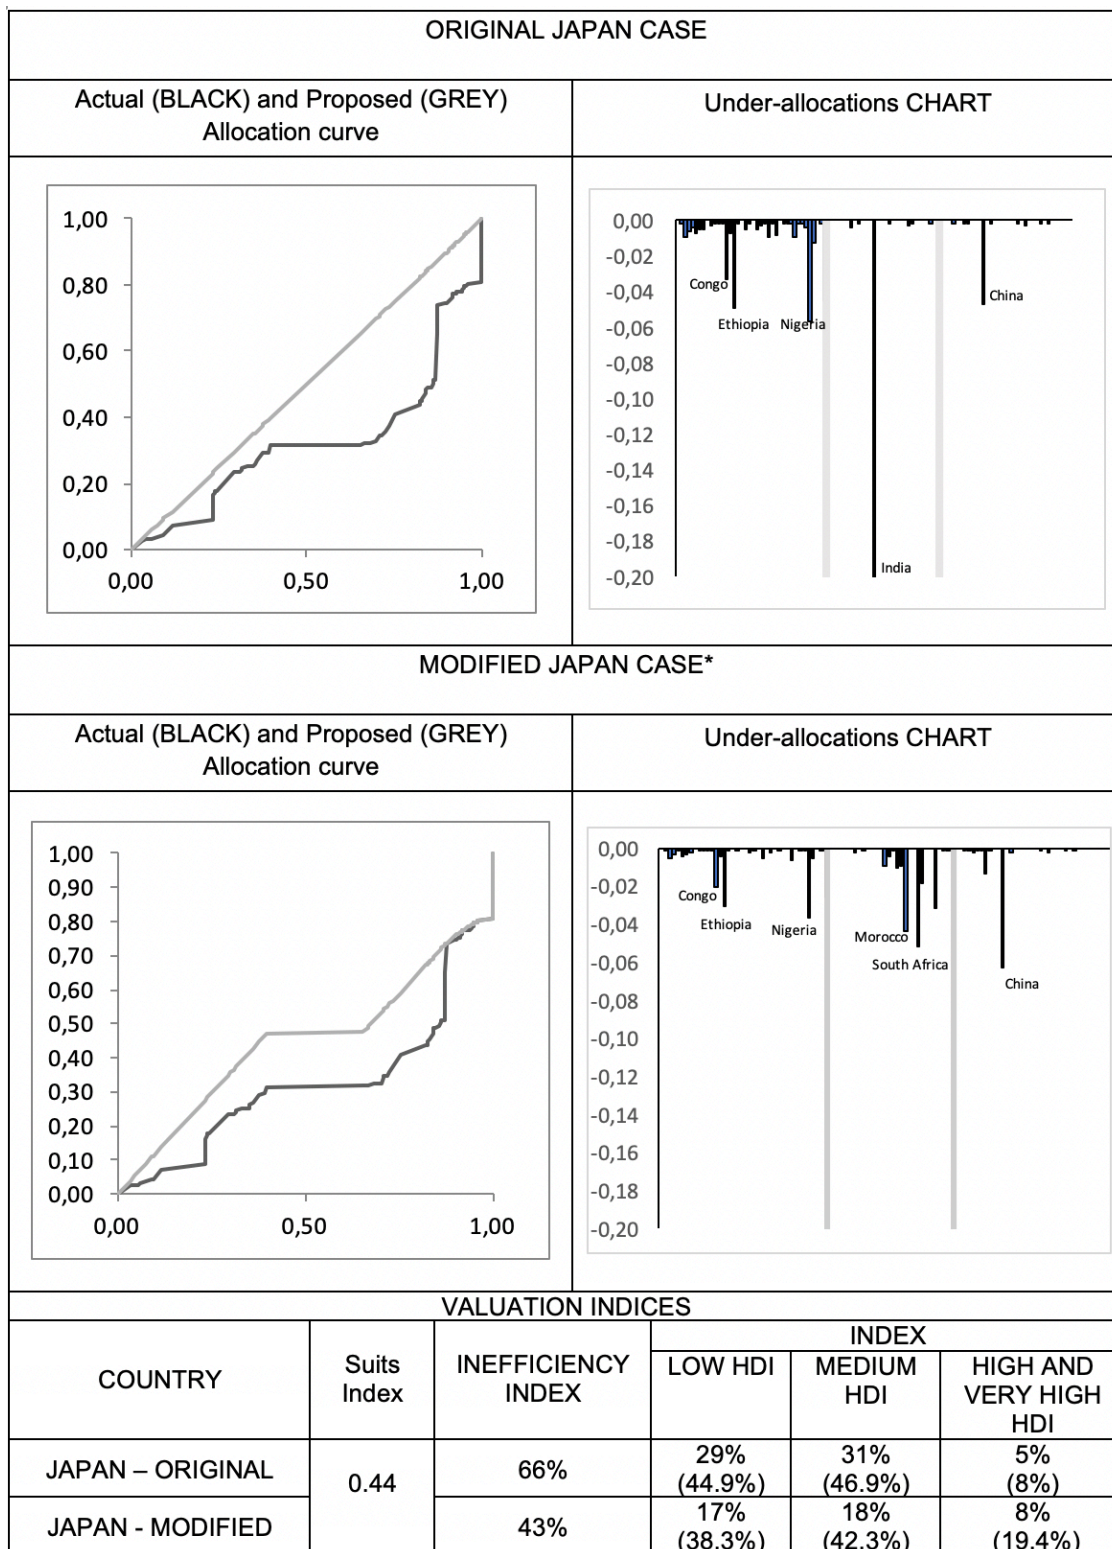 ORIGINAL JAPAN CASE
Actual (BLACK) and Proposed (GREY)
Allocation curve
Under-allocations CHART
1,00
0,80
0,60
0,40
0,20
0,00
0,00 0,50 1,00
0,00
-0,02
-0,04
-0,06
-0,08
-0,10
-0,12
-0,14
-0,16
-0,18
-0,20
Congo
Ethiopia
Nigeria
India
China
MODIFIED JAPAN CASE*
Actual (BLACK) and Proposed (GREY)
Allocation curve
Under-allocations CHART
1,00
0,90
0,80
0,70
0,60
0,50
0,40
0,30
0,20
0,10
0,00
0,00 0,50 1,00
0,00
-0,02
-0,04
-0,06
-0,08
-0,10
-0,12
-0,14
-0,16
-0,18
-0,20
Congo
Ethiopia
Nigeria
Morocco
South Africa
China
VALUATION INDICES
COUNTRY
Suits
Index
INEFFICIENCY
INDEX
INDEX
LOW HDI
MEDIUM
HDI
HIGH AND
VERY HIGH
HDI
JAPAN – ORIGINAL
0.44
66%
29%
(44.9%)
31%
(46.9%)
5%
(8%)
JAPAN - MODIFIED
43%
17%
(38.3%)
18%
(42.3%)
8%
(19.4%)